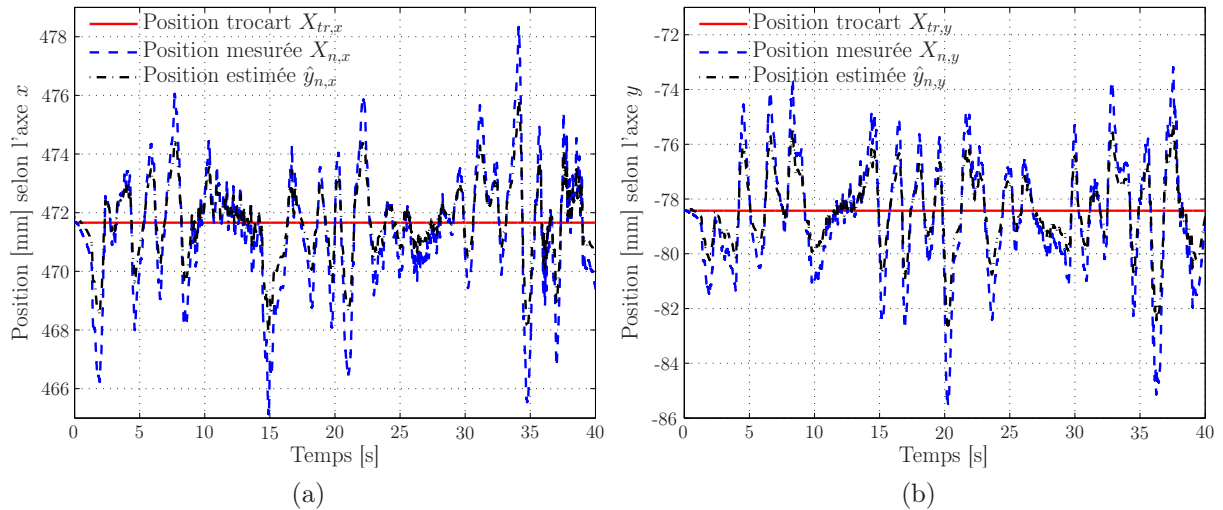 Position trocart X_{tr,x}
Position mesurée X_{n,x}
Position estimée ŷ_{n,x}
Position [mm] selon l'axe x
478
476
474
472
470
468
466
0 5 10 15 20 25 30 35 40
Temps [s]
(a)
Position trocart X_{tr,y}
Position mesurée X_{n,y}
Position estimée ŷ_{n,y}
Position [mm] selon l'axe y
-72
-74
-76
-78
-80
-82
-84
-86
0 5 10 15 20 25 30 35 40
Temps [s]
(b)